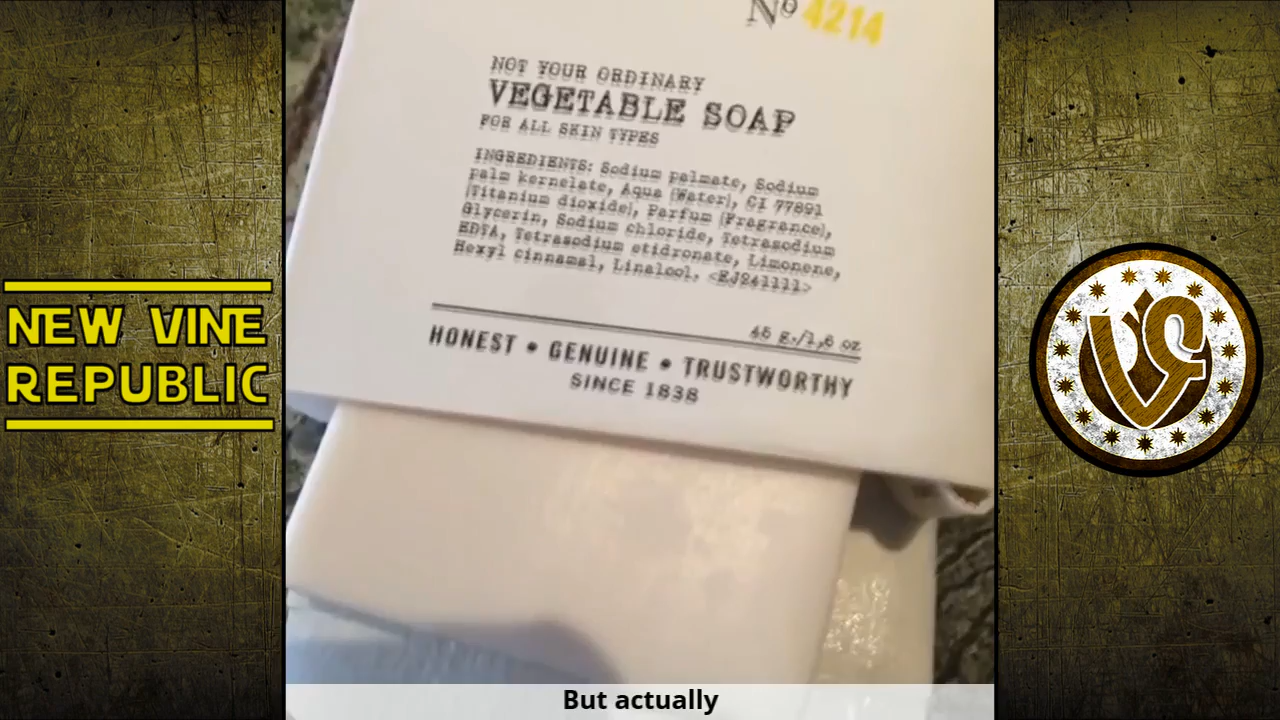 Nº 4214
NOT YOUR ORDINARY
VEGETABLE SOAP
FOR ALL SKIN TYPES
INGREDIENTS: Sodium palmate, Sodium
palm kernelate, Aqua (Water), CI 77891
(Titanium dioxide), Parfum (Fragrance),
Glycerin, Sodium chloride, Tetrasodium
EDTA, Tetrasodium etidronate, Limonene,
Hexyl cinnamal, Linalool. <EJ941111>
45 g./1,6 oz
HONEST • GENUINE • TRUSTWORTHY
SINCE 1838
NEW VINE
REPUBLIC
VS
But actually